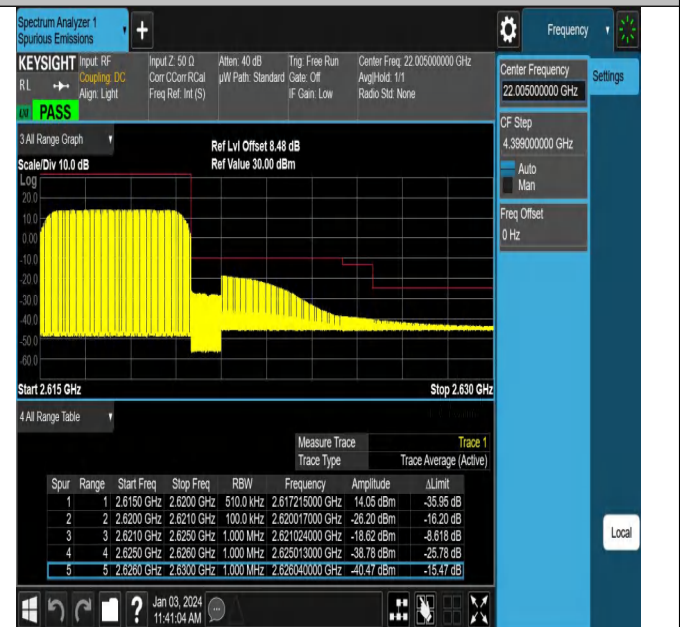 Spectrum Analyzer 1
Spurious Emissions
Frequency
KEYSIGHT Input: RF Input Z: 50 Ω Atten: 40 dB Trig: Free Run Center Freq: 22.005000000 GHz
RL Coupling: DC Corr CCorr RCal µW Path: Standard Gate: Off Avg|Hold: 1/1
Align: Light Freq Ref: Int (S) IF Gain: Low Radio Std: None
PASS
Center Frequency
22.005000000 GHz
Settings
CF Step
4.399000000 GHz
Auto
Man
Freq Offset
0 Hz
3 All Range Graph
Ref Lvl Offset 8.48 dB
Scale/Div 10.0 dB Ref Value 30.00 dBm
Log
20.0
10.0
0.00
-10.0
-20.0
-30.0
-40.0
-50.0
-60.0
Start 2.615 GHz Stop 2.630 GHz
4 All Range Table
Measure Trace Trace 1
Trace Type Trace Average (Active)
Spur Range Start Freq Stop Freq RBW Frequency Amplitude ΔLimit
1 1 2.6150 GHz 2.6200 GHz 510.0 kHz 2.617215000 GHz 14.05 dBm -35.95 dB
2 2 2.6200 GHz 2.6210 GHz 100.0 kHz 2.620017000 GHz -26.20 dBm -16.20 dB
3 3 2.6210 GHz 2.6250 GHz 1.000 MHz 2.621024000 GHz -18.62 dBm -8.618 dB
4 4 2.6250 GHz 2.6260 GHz 1.000 MHz 2.625013000 GHz -38.78 dBm -25.78 dB
5 5 2.6260 GHz 2.6300 GHz 1.000 MHz 2.626040000 GHz -40.47 dBm -15.47 dB
Local
Jan 03, 2024
11:41:04 AM